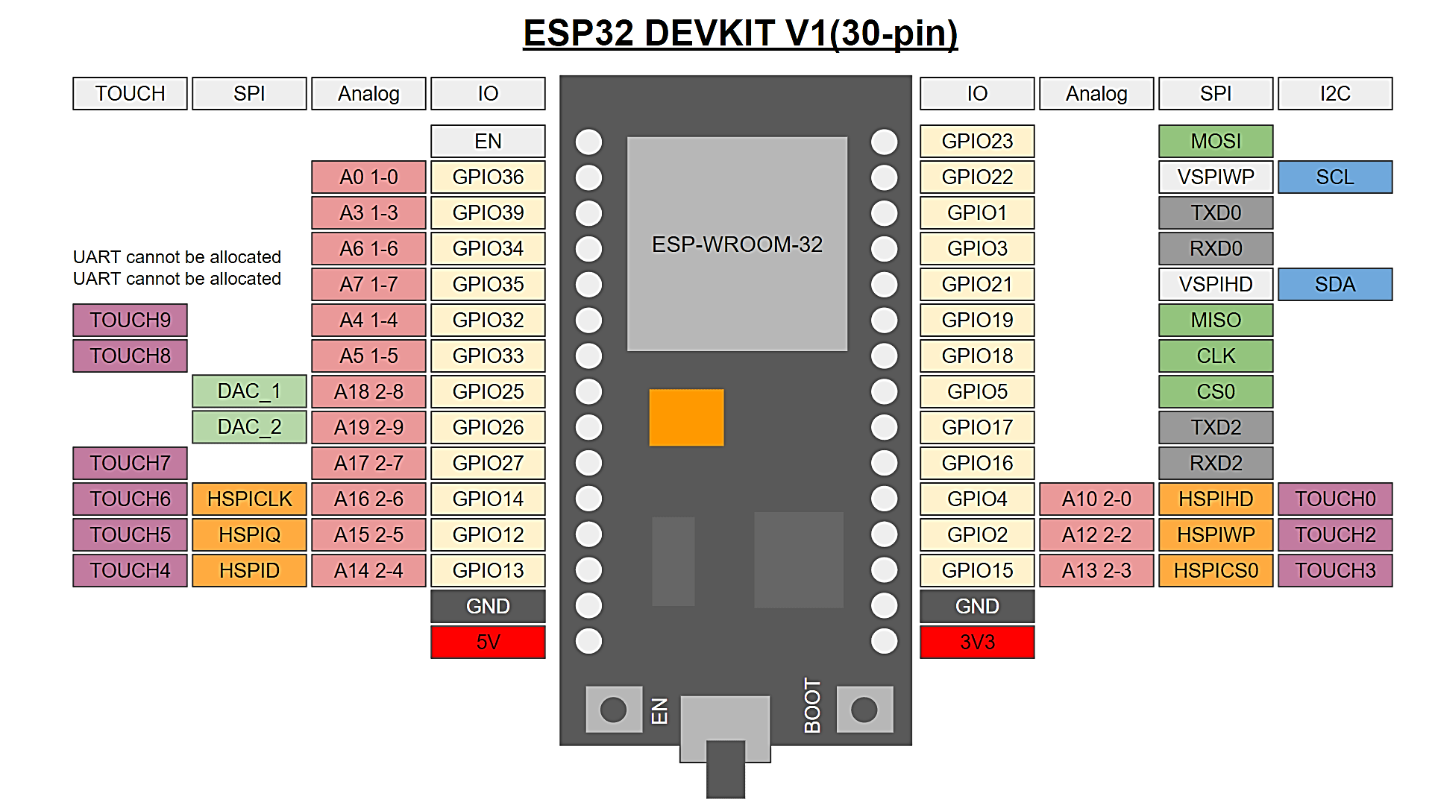 ESP32 DEVKIT V1(30-pin)
TOUCH SPI Analog IO IO Analog SPI I2C
EN GPIO23 MOSI
A0 1-0 GPIO36 GPIO22 VSPIWP SCL
A3 1-3 GPIO39 GPIO1 TXD0
UART cannot be allocated A6 1-6 GPIO34 ESP-WROOM-32 GPIO3 RXD0
UART cannot be allocated A7 1-7 GPIO35 GPIO21 VSPIHD SDA
TOUCH9 A4 1-4 GPIO32 GPIO19 MISO
TOUCH8 A5 1-5 GPIO33 GPIO18 CLK
DAC_1 A18 2-8 GPIO25 GPIO5 CS0
DAC_2 A19 2-9 GPIO26 GPIO17 TXD2
TOUCH7 A17 2-7 GPIO27 GPIO16 RXD2
TOUCH6 HSPICLK A16 2-6 GPIO14 GPIO4 A10 2-0 HSPIHD TOUCH0
TOUCH5 HSPIQ A15 2-5 GPIO12 GPIO2 A12 2-2 HSPIWP TOUCH2
TOUCH4 HSPID A14 2-4 GPIO13 GPIO15 A13 2-3 HSPICS0 TOUCH3
GND GND
5V 3V3
EN BOOT